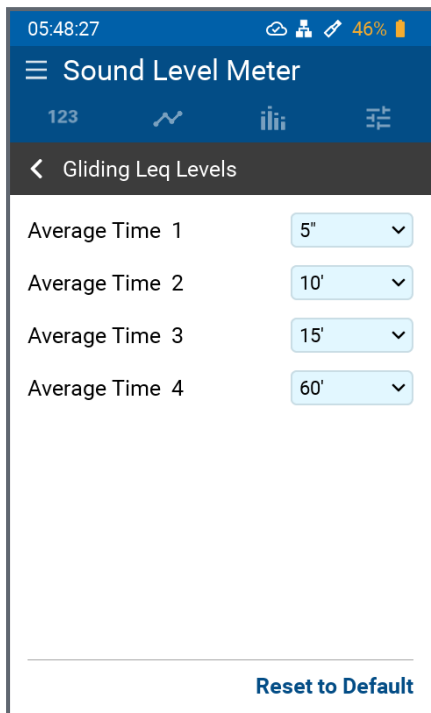 05:48:27 46%
Sound Level Meter
123
Gliding Leq Levels
Average Time 1 5"
Average Time 2 10'
Average Time 3 15'
Average Time 4 60'
Reset to Default